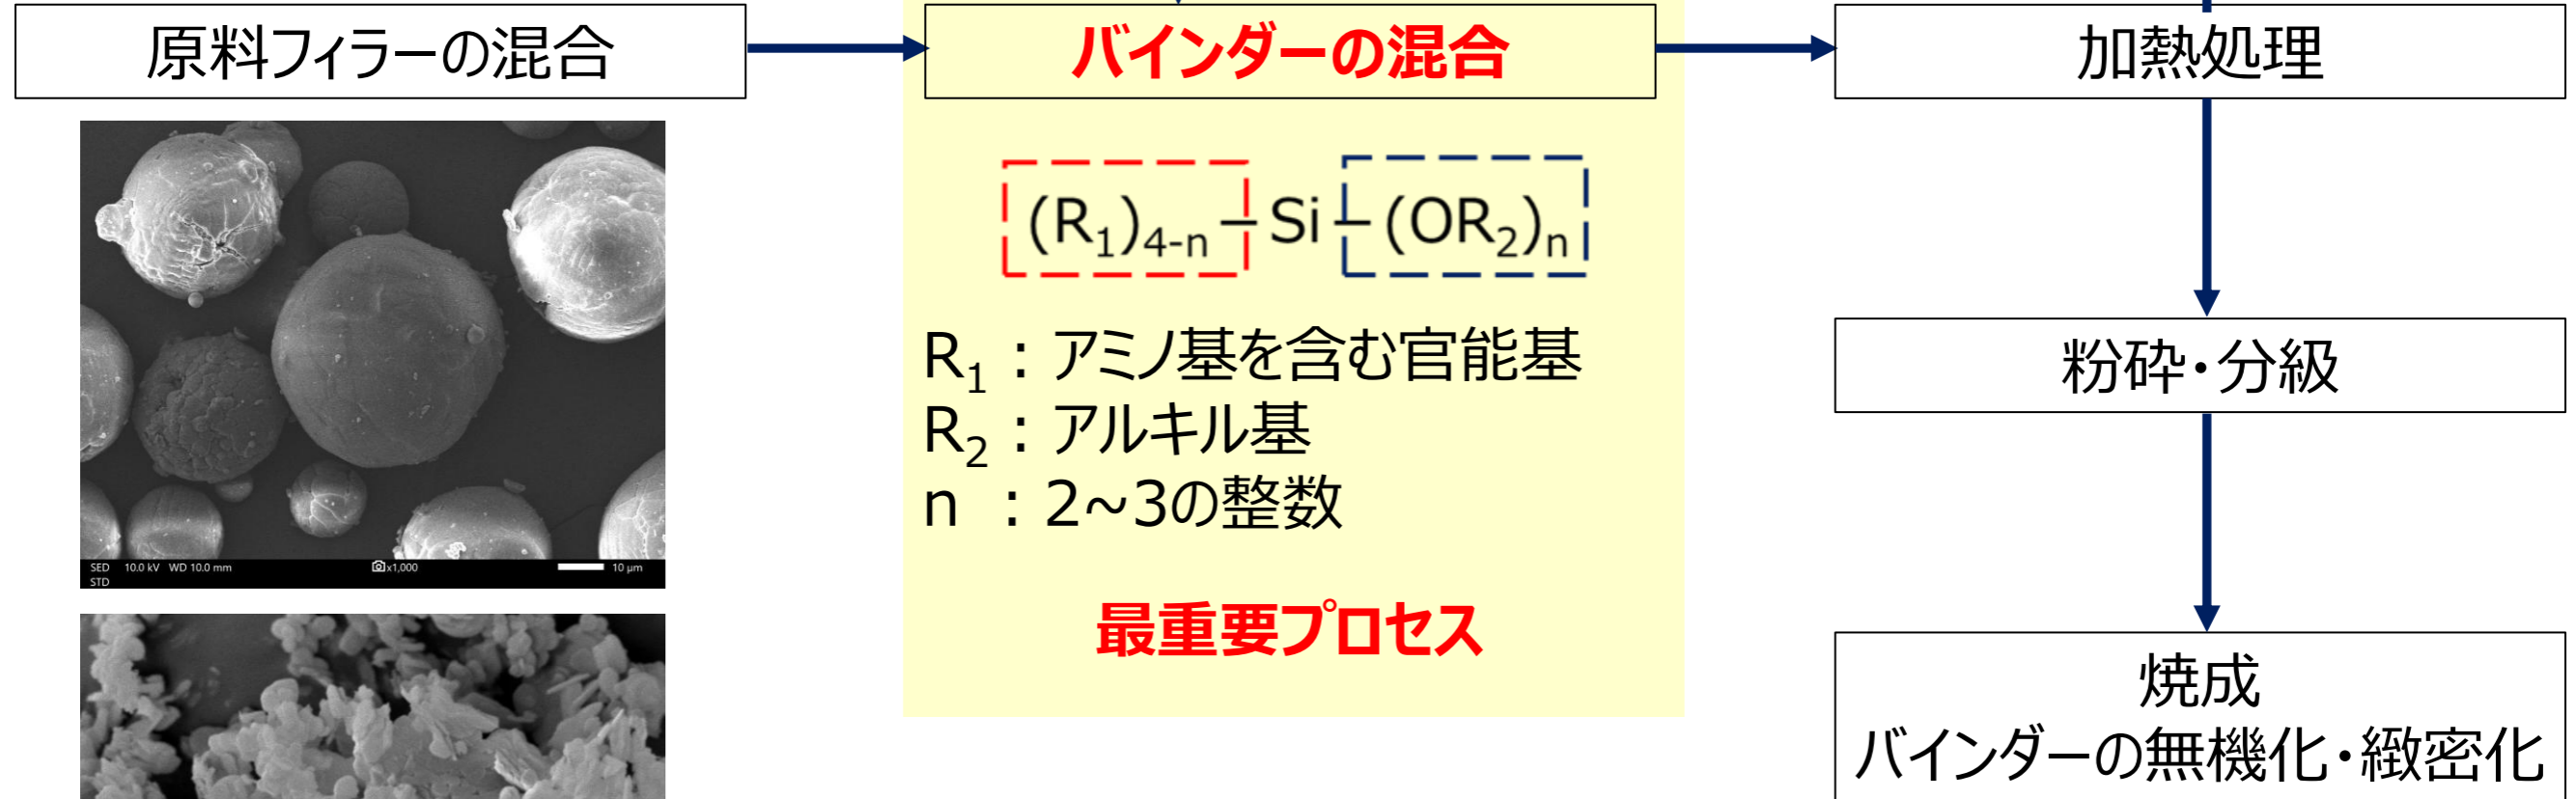 原料フィラーの混合
SED 10.0 kV WD 10.0 mm x1,000 10 µm
STD
バインダーの混合
(R₁)₄₋ₙ－Si－(OR₂)ₙ
R₁：アミノ基を含む官能基
R₂：アルキル基
n ：2~3の整数
最重要プロセス
加熱処理
粉砕・分級
焼成
バインダーの無機化・緻密化